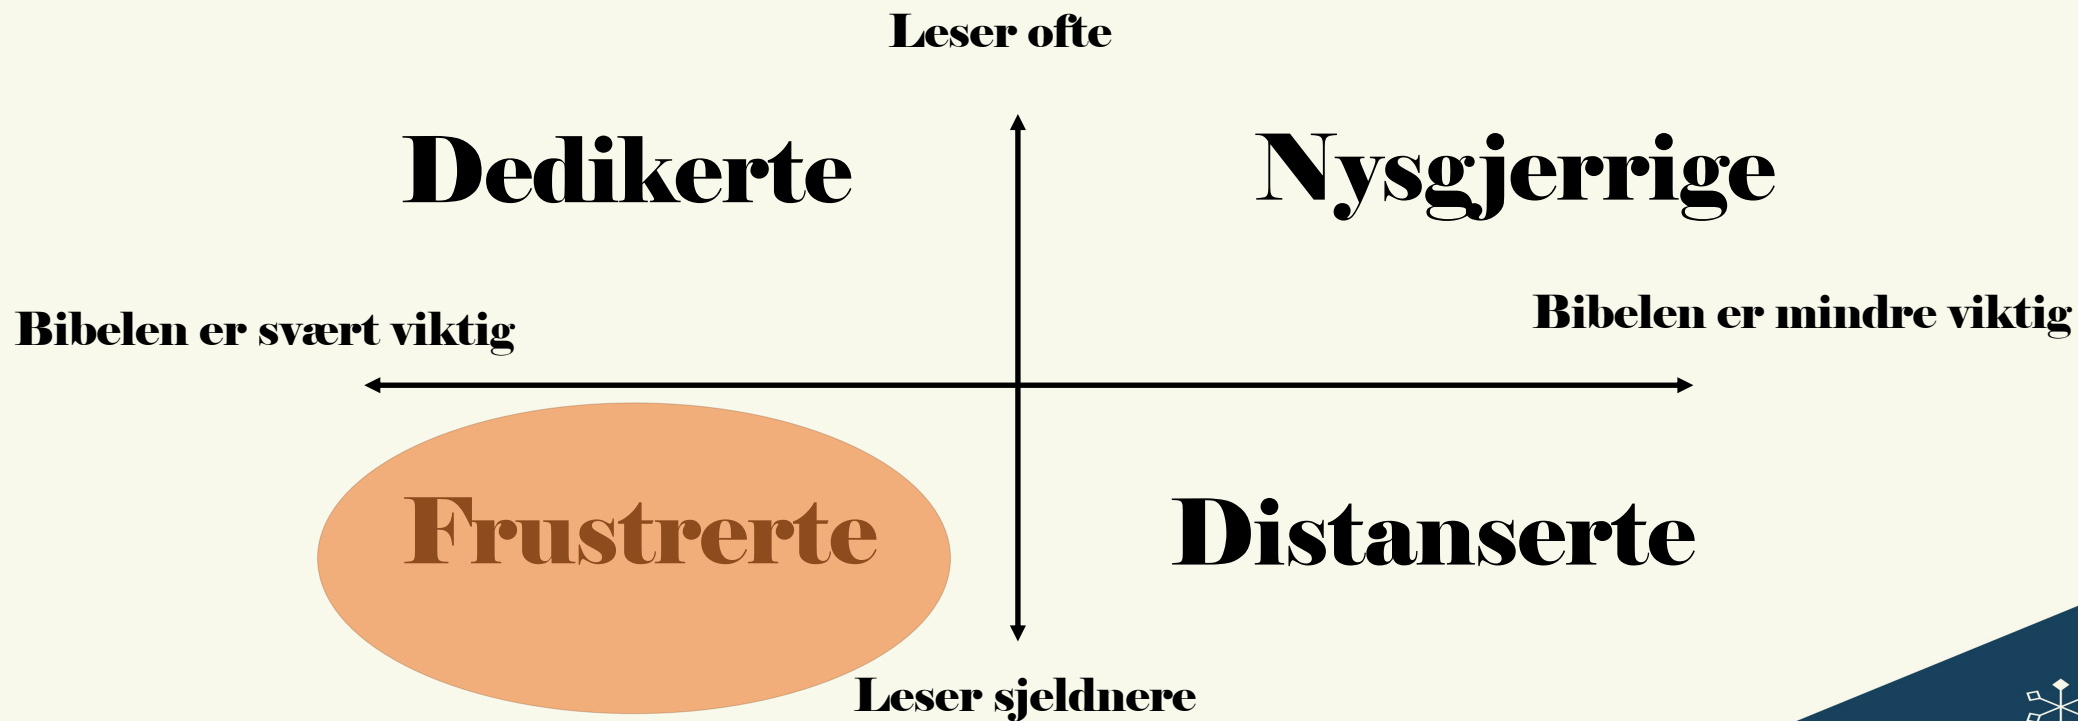 Leser ofte
Dedikerte
Nysgjerrige
Bibelen er svært viktig
Bibelen er mindre viktig
Frustrerte
Distanserte
Leser sjeldnere